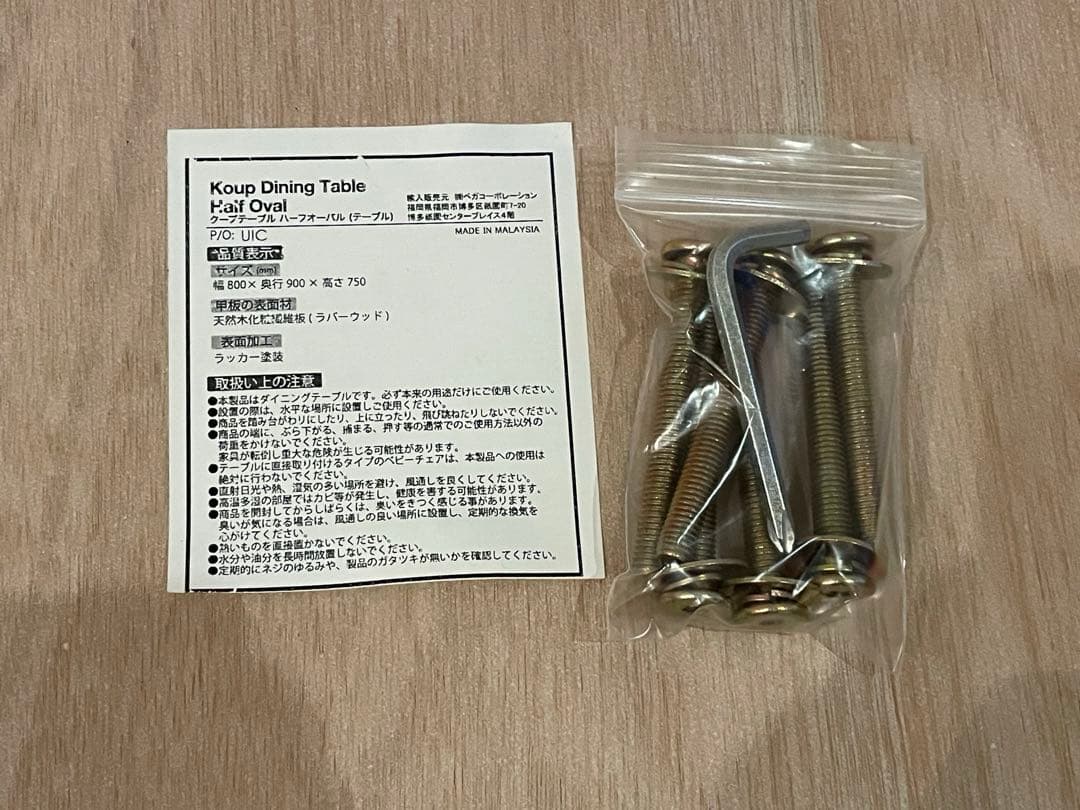 Koup Dining Table
Half Oval
クープテーブル ハーフオーバル (テーブル)
輸入販売元 ㈱ベガコーポレーション
福岡県福岡市博多区祇園町7-20
博多祇園センタープレイス4階
P/O: UIC
MADE IN MALAYSIA
品質表示
サイズ(mm)
幅 800× 奥行 900 × 高さ 750
甲板の表面材
天然木化粧繊維板 ( ラバーウッド )
表面加工
ラッカー塗装
取扱い上の注意
●本製品はダイニングテーブルです。必ず本来の用途だけにご使用ください。
●設置の際は、水平な場所に設置しご使用ください。
●商品を踏み台がわりにしたり、上に立ったり、飛び跳ねたりしないでください。
●商品の端に、ぶら下がる、捕まる、押す等の通常でのご使用方法以外の
荷重をかけないでください。
家具が転倒し重大な危険が生じる可能性があります。
●テーブルに直接取り付けるタイプのベビーチェアは、本製品への使用は
絶対に行わないでください。
●直射日光や熱、湿気の多い場所を避け、風通しを良くしてください。
●高温多湿の部屋ではカビ等が発生し、健康を害する可能性があります。
●商品を開封してからしばらくは、臭いをきつく感じる事があります。
臭いが気になる場合は、風通しの良い場所に設置し、定期的な換気を
心がけてください。
●熱いものを直接置かないでください。
●水分や油分を長時間放置しないでください。
●定期的にネジのゆるみや、製品のガタツキが無いかを確認してください。